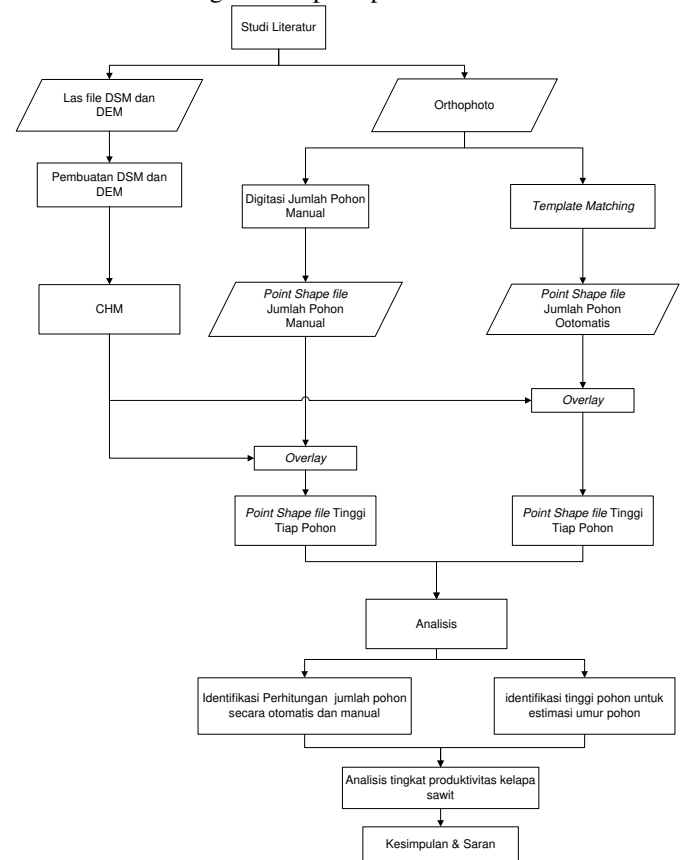 Studi Literatur
Las file DSM dan
DEM
Orthophoto
Pembuatan DSM dan
DEM
Digitasi Jumlah Pohon
Manual
Template Matching
CHM
Point Shape file
Jumlah Pohon
Manual
Point Shape file
Jumlah Pohon
Ootomatis
Overlay
Overlay
Point Shape file Tinggi
Tiap Pohon
Point Shape file Tinggi
Tiap Pohon
Analisis
Identifikasi Perhitungan jumlah pohon
secara otomatis dan manual
identifikasi tinggi pohon untuk
estimasi umur pohon
Analisis tingkat produktivitas kelapa
sawit
Kesimpulan & Saran